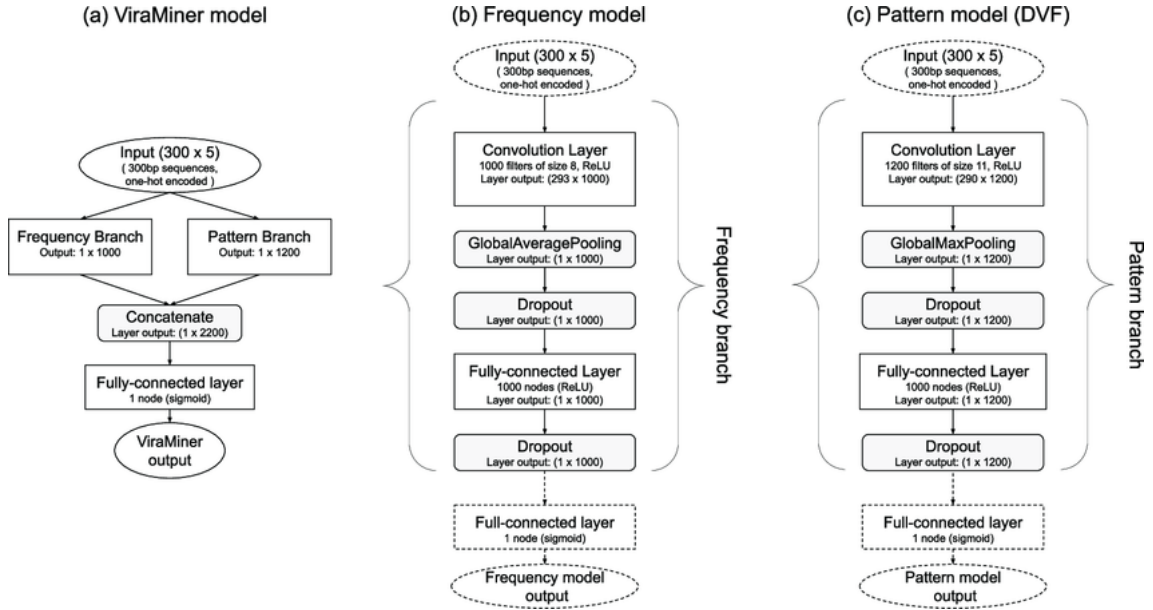 (a) ViraMiner model
Input (300 x 5)
( 300bp sequences,
one-hot encoded )
Frequency Branch
Output: 1 x 1000
Pattern Branch
Output: 1 x 1200
Concatenate
Layer output: (1 x 2200)
Fully-connected layer
1 node (sigmoid)
ViraMiner
output
(b) Frequency model
Input (300 x 5)
( 300bp sequences,
one-hot encoded )
Convolution Layer
1000 filters of size 8, ReLU
Layer output: (293 x 1000)
GlobalAveragePooling
Layer output: (1 x 1000)
Dropout
Layer output: (1 x 1000)
Fully-connected Layer
1000 nodes (ReLU)
Layer output: (1 x 1000)
Dropout
Layer output: (1 x 1000)
Full-connected layer
1 node (sigmoid)
Frequency model
output
Frequency branch
(c) Pattern model (DVF)
Input (300 x 5)
( 300bp sequences,
one-hot encoded )
Convolution Layer
1200 filters of size 11, ReLU
Layer output: (290 x 1200)
GlobalMaxPooling
Layer output: (1 x 1200)
Dropout
Layer output: (1 x 1200)
Fully-connected Layer
1000 nodes (ReLU)
Layer output: (1 x 1200)
Dropout
Layer output: (1 x 1200)
Full-connected layer
1 node (sigmoid)
Pattern model
output
Pattern branch